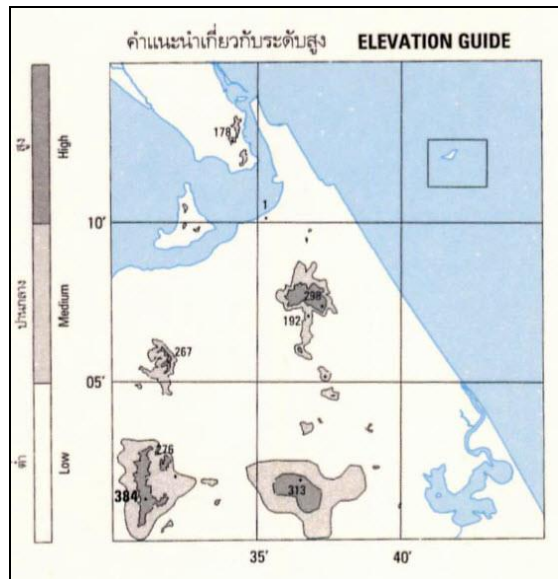 คำแนะนำเกี่ยวกับระดับสูง ELEVATION GUIDE
สูง
High
ปานกลาง
Medium
ต่ำ
Low
178
1
10′
298
192
267
05′
276
384
313
35′
40′